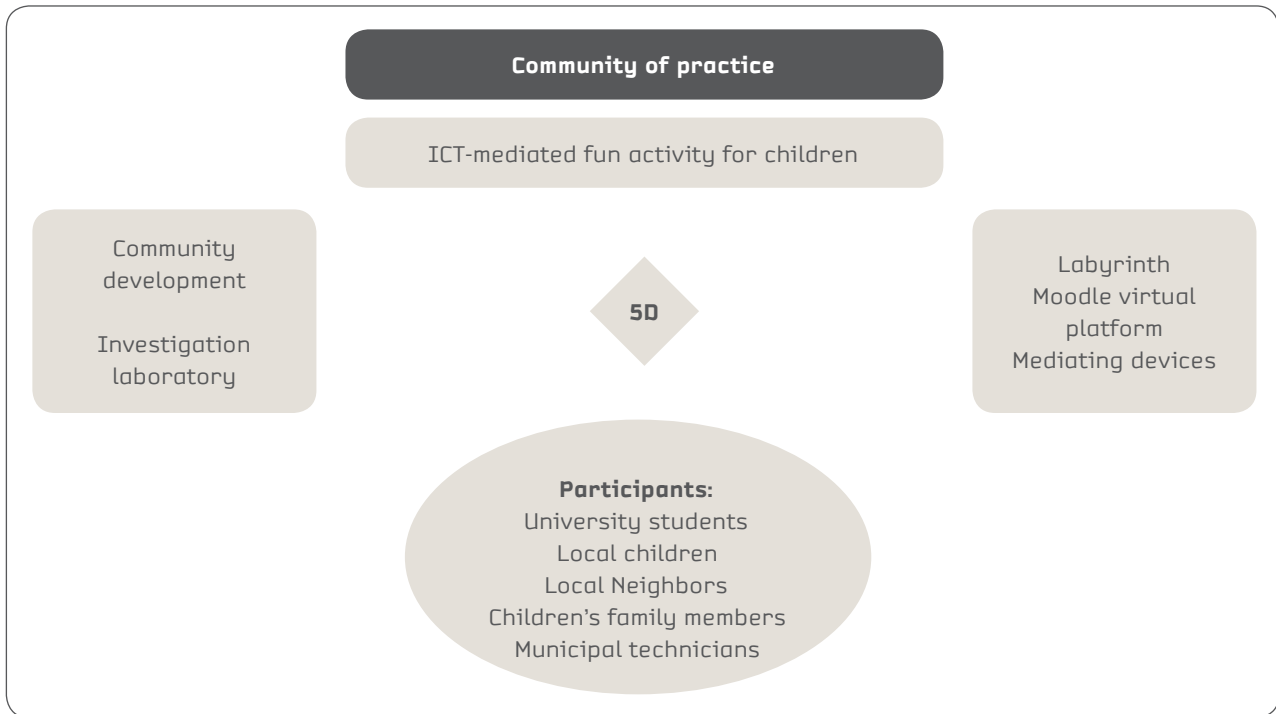 Community of practice
ICT-mediated fun activity for children
Community
development
Investigation
laboratory
5D
Labyrinth
Moodle virtual
platform
Mediating devices
Participants:
University students
Local children
Local Neighbors
Children's family members
Municipal technicians